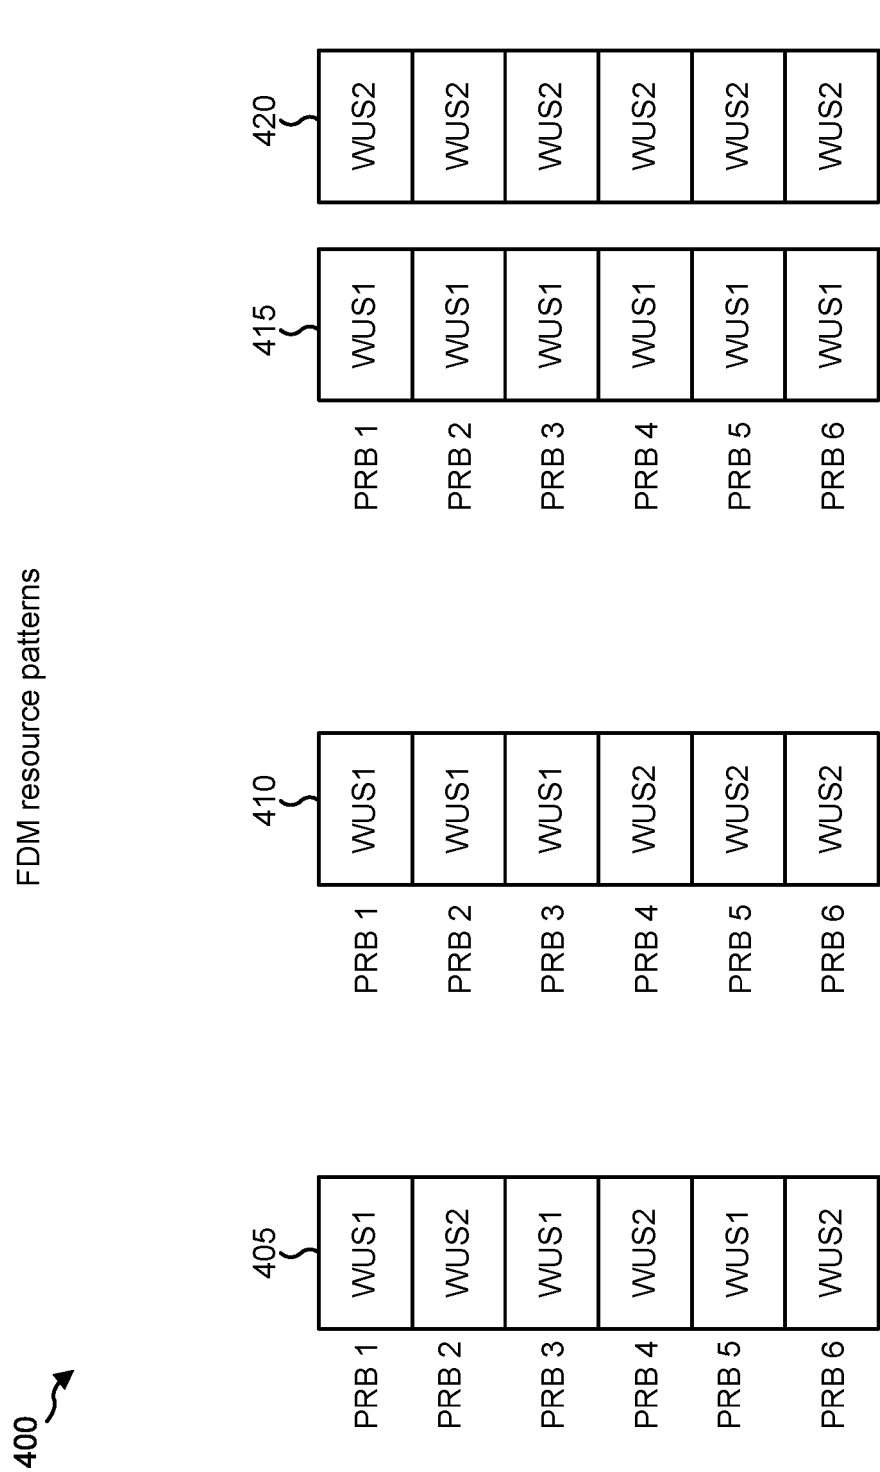 400
FDM resource patterns
405
PRB 1 WUS1
PRB 2 WUS2
PRB 3 WUS1
PRB 4 WUS2
PRB 5 WUS1
PRB 6 WUS2
410
PRB 1 WUS1
PRB 2 WUS1
PRB 3 WUS1
PRB 4 WUS2
PRB 5 WUS2
PRB 6 WUS2
415 420
PRB 1 WUS1 WUS2
PRB 2 WUS1 WUS2
PRB 3 WUS1 WUS2
PRB 4 WUS1 WUS2
PRB 5 WUS1 WUS2
PRB 6 WUS1 WUS2